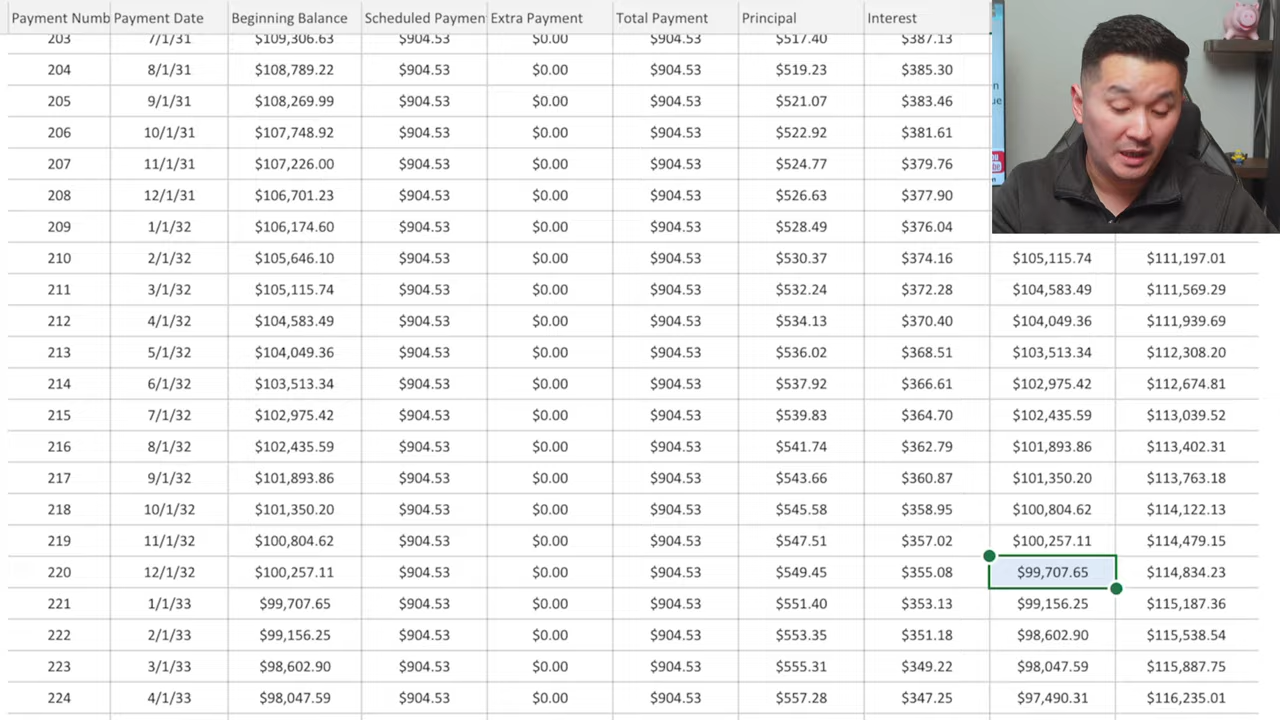 Payment Numb Payment Date Beginning Balance Scheduled Paymen Extra Payment Total Payment Principal Interest
203 7/1/31 $109,306.63 $904.53 $0.00 $904.53 $517.40 $387.13
204 8/1/31 $108,789.22 $904.53 $0.00 $904.53 $519.23 $385.30
205 9/1/31 $108,269.99 $904.53 $0.00 $904.53 $521.07 $383.46
206 10/1/31 $107,748.92 $904.53 $0.00 $904.53 $522.92 $381.61
207 11/1/31 $107,226.00 $904.53 $0.00 $904.53 $524.77 $379.76
208 12/1/31 $106,701.23 $904.53 $0.00 $904.53 $526.63 $377.90
209 1/1/32 $106,174.60 $904.53 $0.00 $904.53 $528.49 $376.04
210 2/1/32 $105,646.10 $904.53 $0.00 $904.53 $530.37 $374.16 $105,115.74 $111,197.01
211 3/1/32 $105,115.74 $904.53 $0.00 $904.53 $532.24 $372.28 $104,583.49 $111,569.29
212 4/1/32 $104,583.49 $904.53 $0.00 $904.53 $534.13 $370.40 $104,049.36 $111,939.69
213 5/1/32 $104,049.36 $904.53 $0.00 $904.53 $536.02 $368.51 $103,513.34 $112,308.20
214 6/1/32 $103,513.34 $904.53 $0.00 $904.53 $537.92 $366.61 $102,975.42 $112,674.81
215 7/1/32 $102,975.42 $904.53 $0.00 $904.53 $539.83 $364.70 $102,435.59 $113,039.52
216 8/1/32 $102,435.59 $904.53 $0.00 $904.53 $541.74 $362.79 $101,893.86 $113,402.31
217 9/1/32 $101,893.86 $904.53 $0.00 $904.53 $543.66 $360.87 $101,350.20 $113,763.18
218 10/1/32 $101,350.20 $904.53 $0.00 $904.53 $545.58 $358.95 $100,804.62 $114,122.13
219 11/1/32 $100,804.62 $904.53 $0.00 $904.53 $547.51 $357.02 $100,257.11 $114,479.15
220 12/1/32 $100,257.11 $904.53 $0.00 $904.53 $549.45 $355.08 $99,707.65 $114,834.23
221 1/1/33 $99,707.65 $904.53 $0.00 $904.53 $551.40 $353.13 $99,156.25 $115,187.36
222 2/1/33 $99,156.25 $904.53 $0.00 $904.53 $553.35 $351.18 $98,602.90 $115,538.54
223 3/1/33 $98,602.90 $904.53 $0.00 $904.53 $555.31 $349.22 $98,047.59 $115,887.75
224 4/1/33 $98,047.59 $904.53 $0.00 $904.53 $557.28 $347.25 $97,490.31 $116,235.01